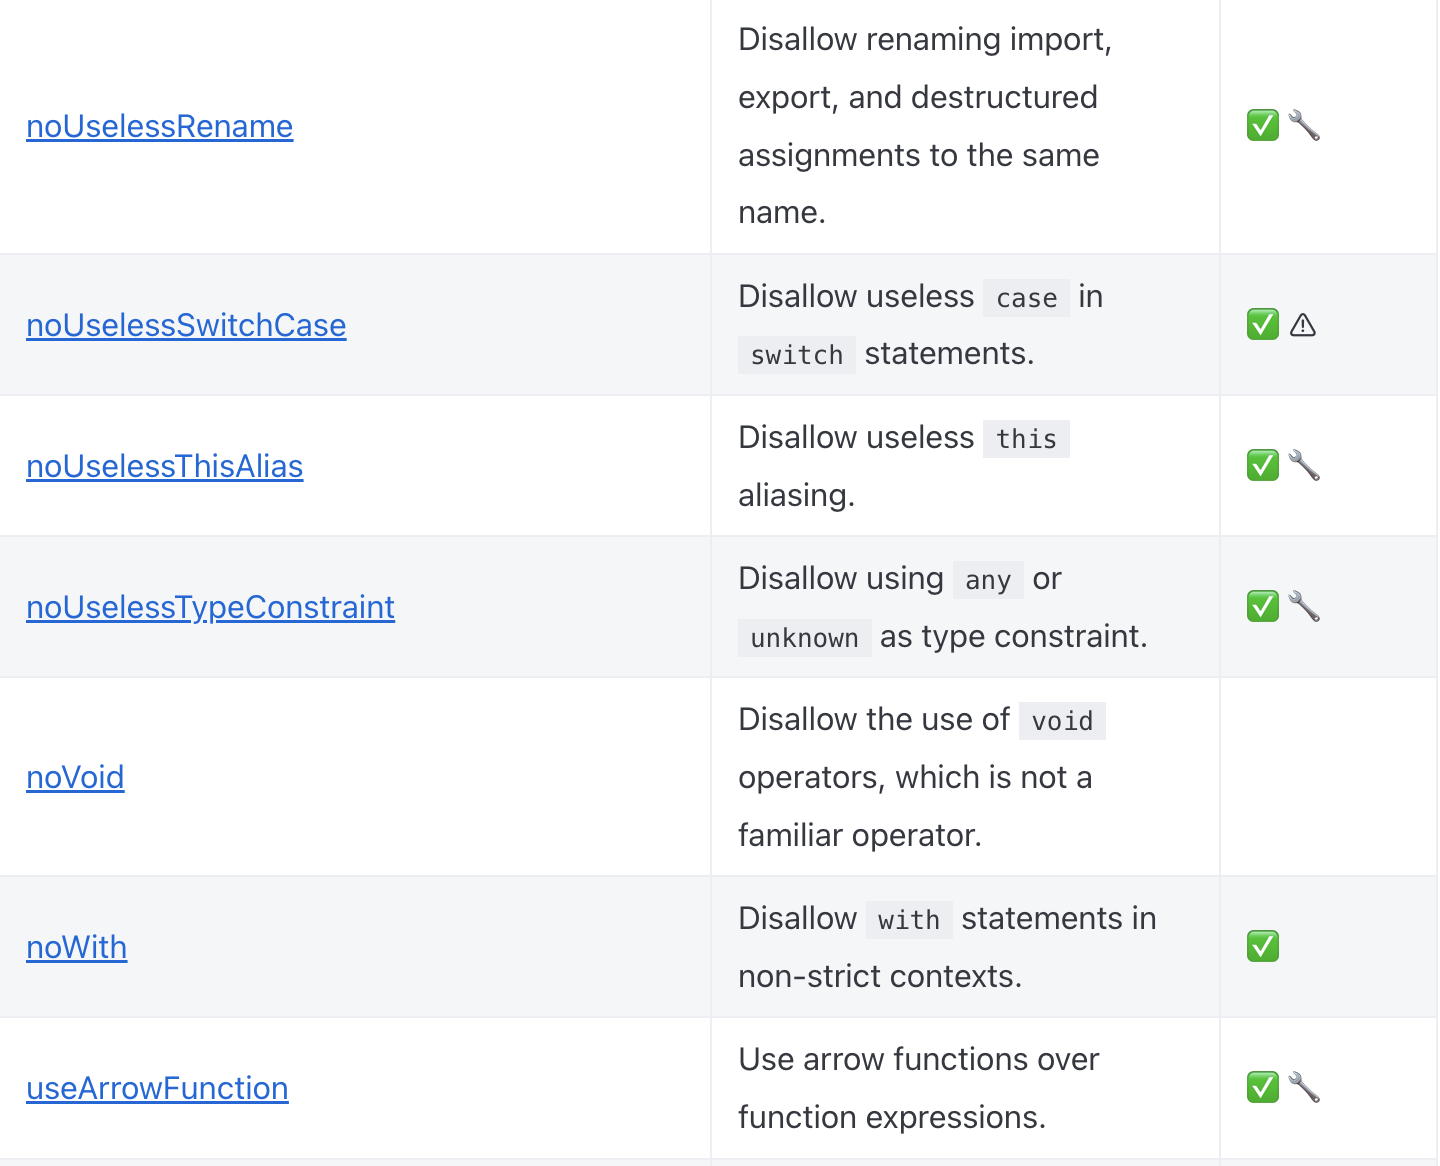 noUselessRename
Disallow renaming import,
export, and destructured
assignments to the same
name.
✅ 🔧
noUselessSwitchCase
Disallow useless case in
switch statements.
✅ ⚠️
noUselessThisAlias
Disallow useless this
aliasing.
✅ 🔧
noUselessTypeConstraint
Disallow using any or
unknown as type constraint.
✅ 🔧
noVoid
Disallow the use of void
operators, which is not a
familiar operator.
noWith
Disallow with statements in
non-strict contexts.
✅
useArrowFunction
Use arrow functions over
function expressions.
✅ 🔧